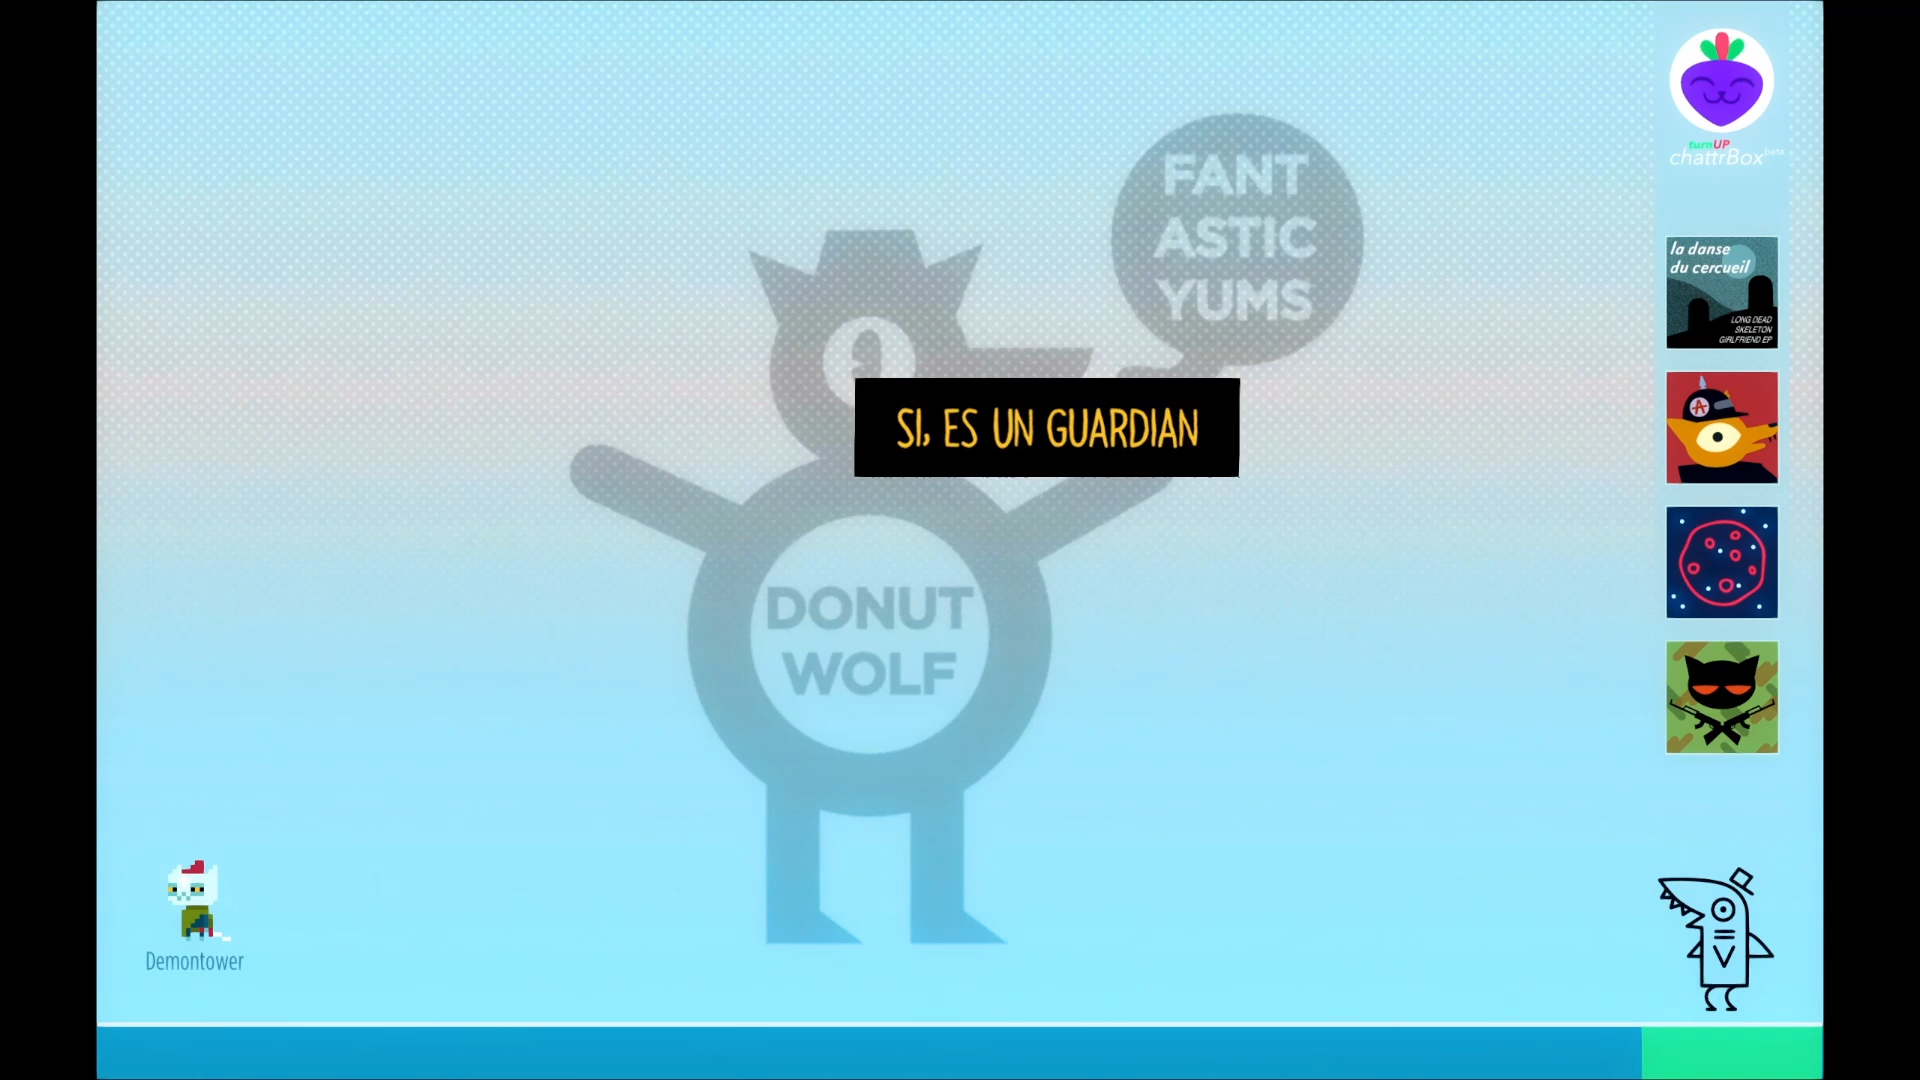 turnUP
chattrBox beta
la danse
du cercueil
LONG DEAD
SKELETON
GIRLFRIEND EP
A
FANT
ASTIC
YUMS
SI, ES UN GUARDIAN
DONUT
WOLF
Demontower